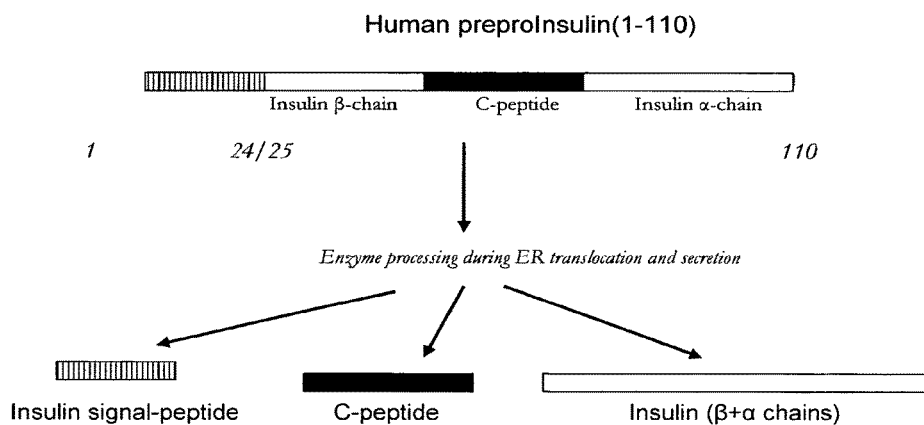 Human preproInsulin(1-110)
Insulin β-chain C-peptide Insulin α-chain
1 24/25 110
Enzyme processing during ER translocation and secretion
Insulin signal-peptide C-peptide Insulin (β+α chains)